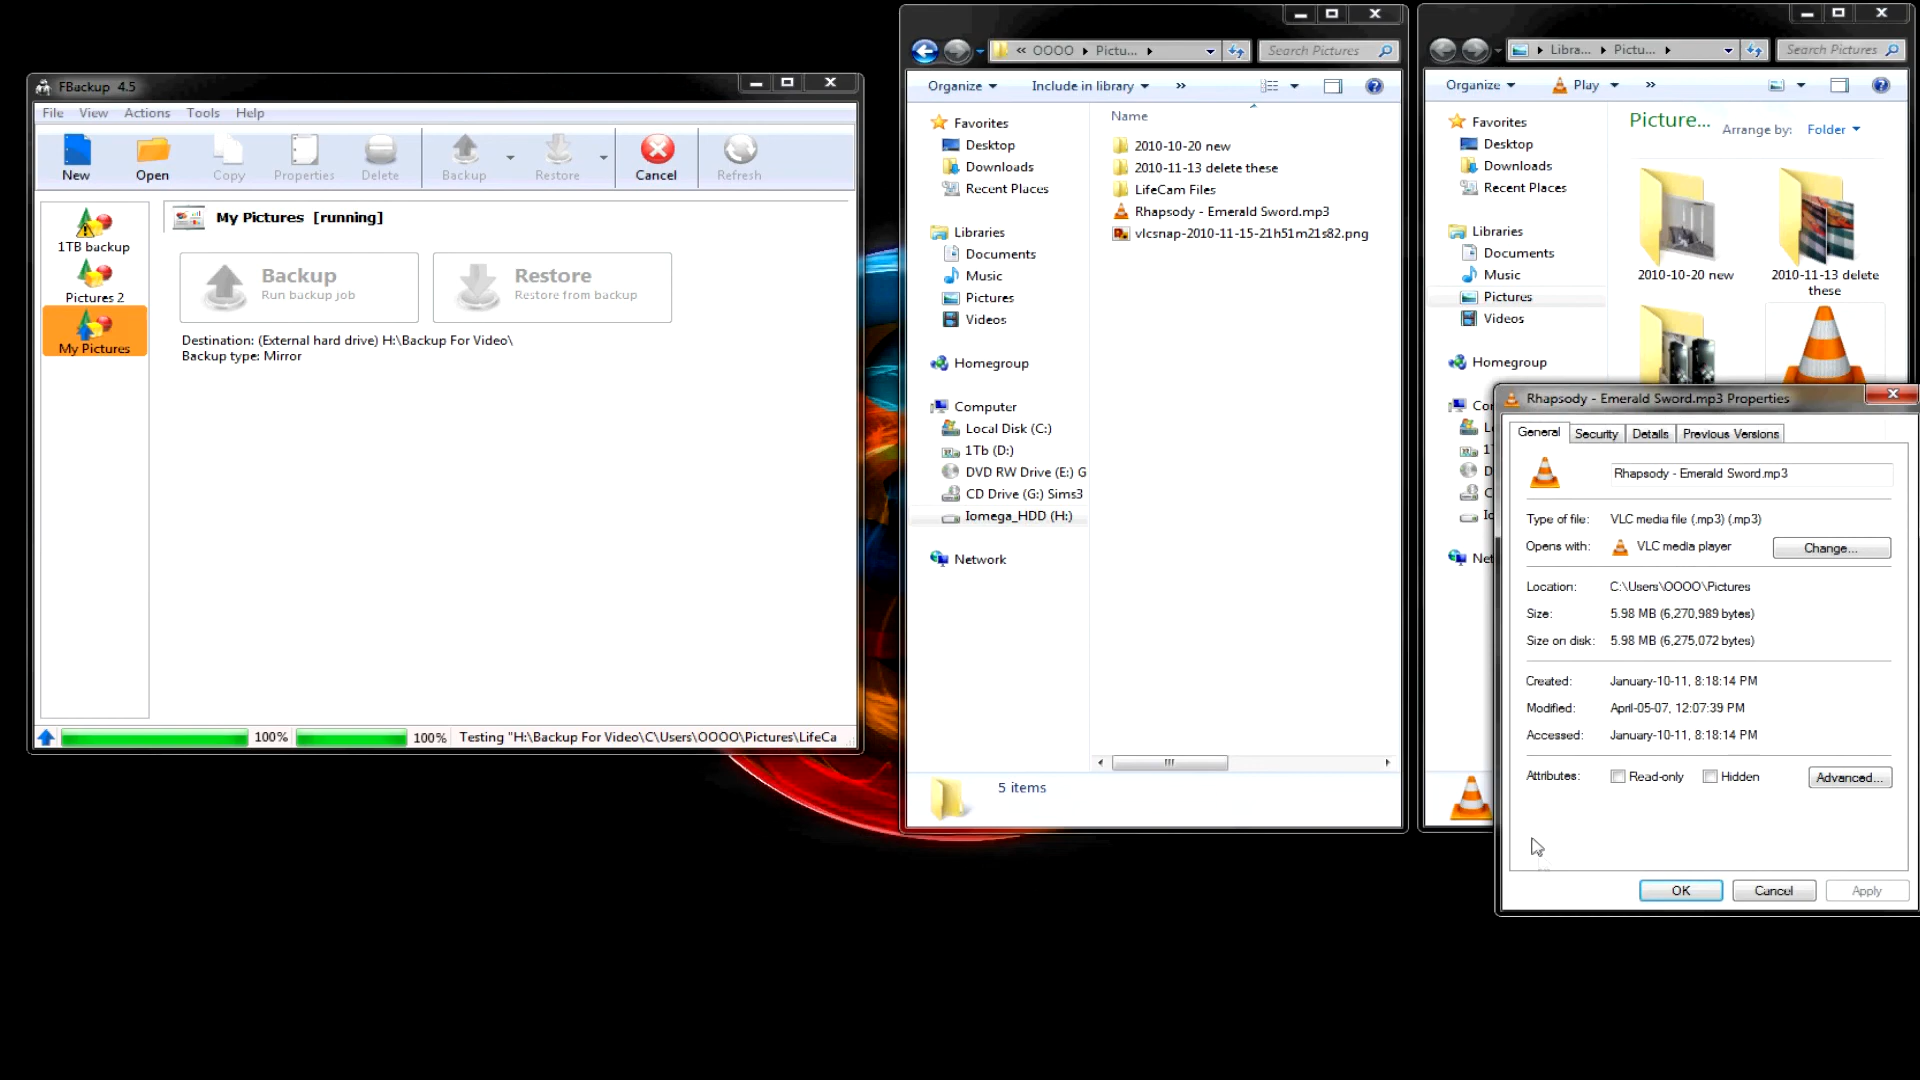 FBackup 4.5
File View Actions Tools Help
New Open Copy Properties Delete Backup Restore Cancel Refresh
1TB backup
Pictures 2
My Pictures
My Pictures [running]
Backup
Run backup job
Restore
Restore from backup
Destination: (External hard drive) H:\Backup For Video\
Backup type: Mirror
100% 100% Testing "H:\Backup For Video\C\Users\OOOO\Pictures\LifeCa
« OOOO Pictu... Search Pictures
Organize Include in library »
Favorites
Desktop
Downloads
Recent Places
Libraries
Documents
Music
Pictures
Videos
Homegroup
Computer
Local Disk (C:)
1Tb (D:)
DVD RW Drive (E:) G
CD Drive (G:) Sims3
Iomega_HDD (H:)
Network
Name
2010-10-20 new
2010-11-13 delete these
LifeCam Files
Rhapsody - Emerald Sword.mp3
vlcsnap-2010-11-15-21h51m21s82.png
5 items
Libra... Pictu... Search Pictures
Organize Play »
Favorites
Desktop
Downloads
Recent Places
Libraries
Documents
Music
Pictures
Videos
Homegroup
Co
L
1T
D
C
Io
Net
Picture... Arrange by: Folder
2010-10-20 new
2010-11-13 delete
these
Rhapsody - Emerald Sword.mp3 Properties
General Security Details Previous Versions
Rhapsody - Emerald Sword.mp3
Type of file: VLC media file (.mp3) (.mp3)
Opens with: VLC media player Change...
Location: C:\Users\OOOO\Pictures
Size: 5.98 MB (6,270,989 bytes)
Size on disk: 5.98 MB (6,275,072 bytes)
Created: January-10-11, 8:18:14 PM
Modified: April-05-07, 12:07:39 PM
Accessed: January-10-11, 8:18:14 PM
Attributes: Read-only Hidden Advanced...
OK Cancel Apply